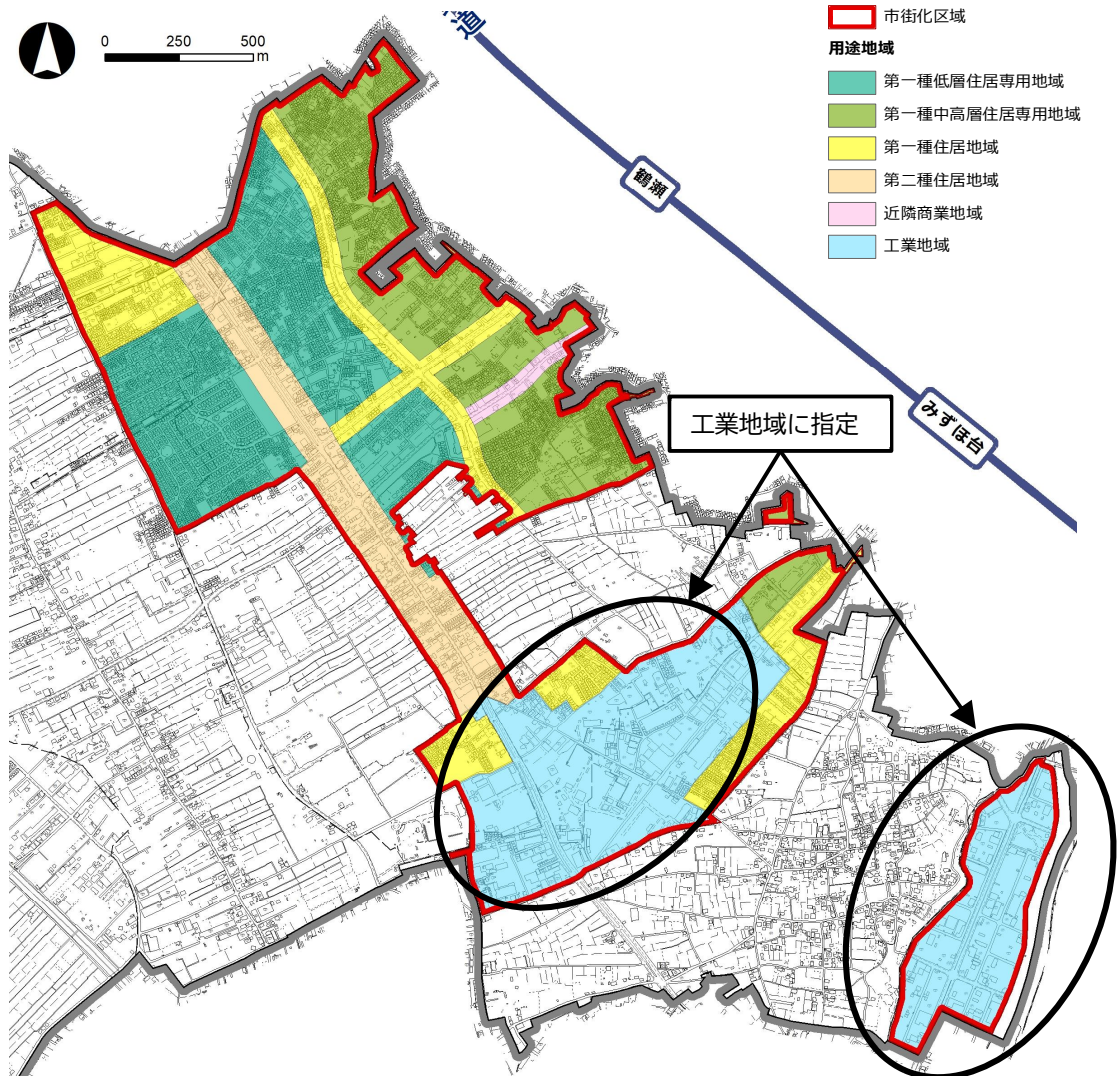 0 250 500
m
道
鶴瀬
みずほ台
市街化区域
用途地域
第一種低層住居専用地域
第一種中高層住居専用地域
第一種住居地域
第二種住居地域
近隣商業地域
工業地域
工業地域に指定